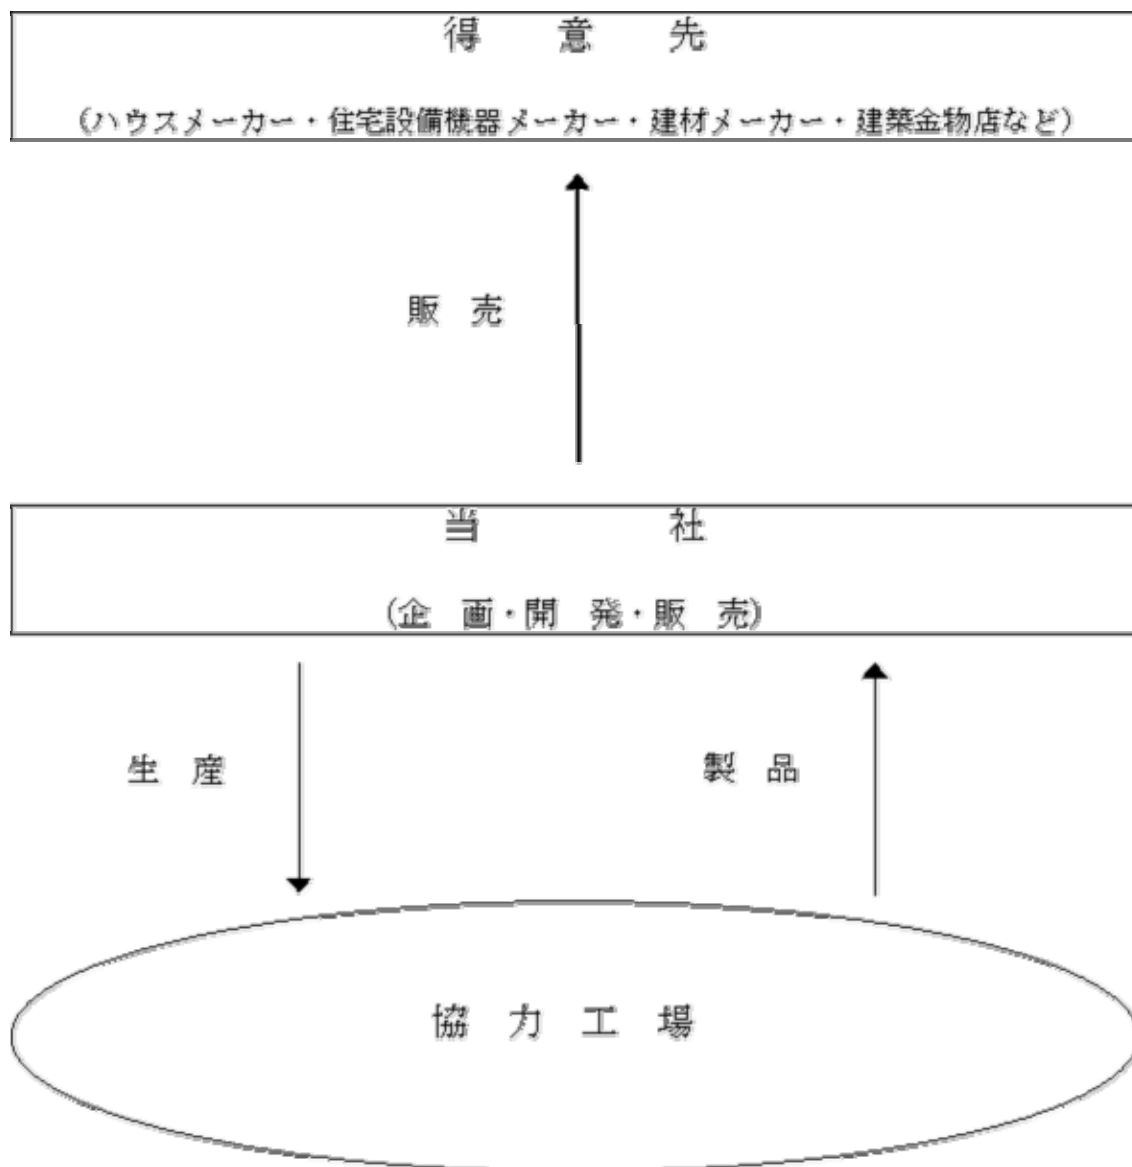 得意先
(ハウスメーカー・住宅設備機器メーカー・建材メーカー・建築金物店など)
販売
当社
(企画・開発・販売)
生産
製品
協力工場